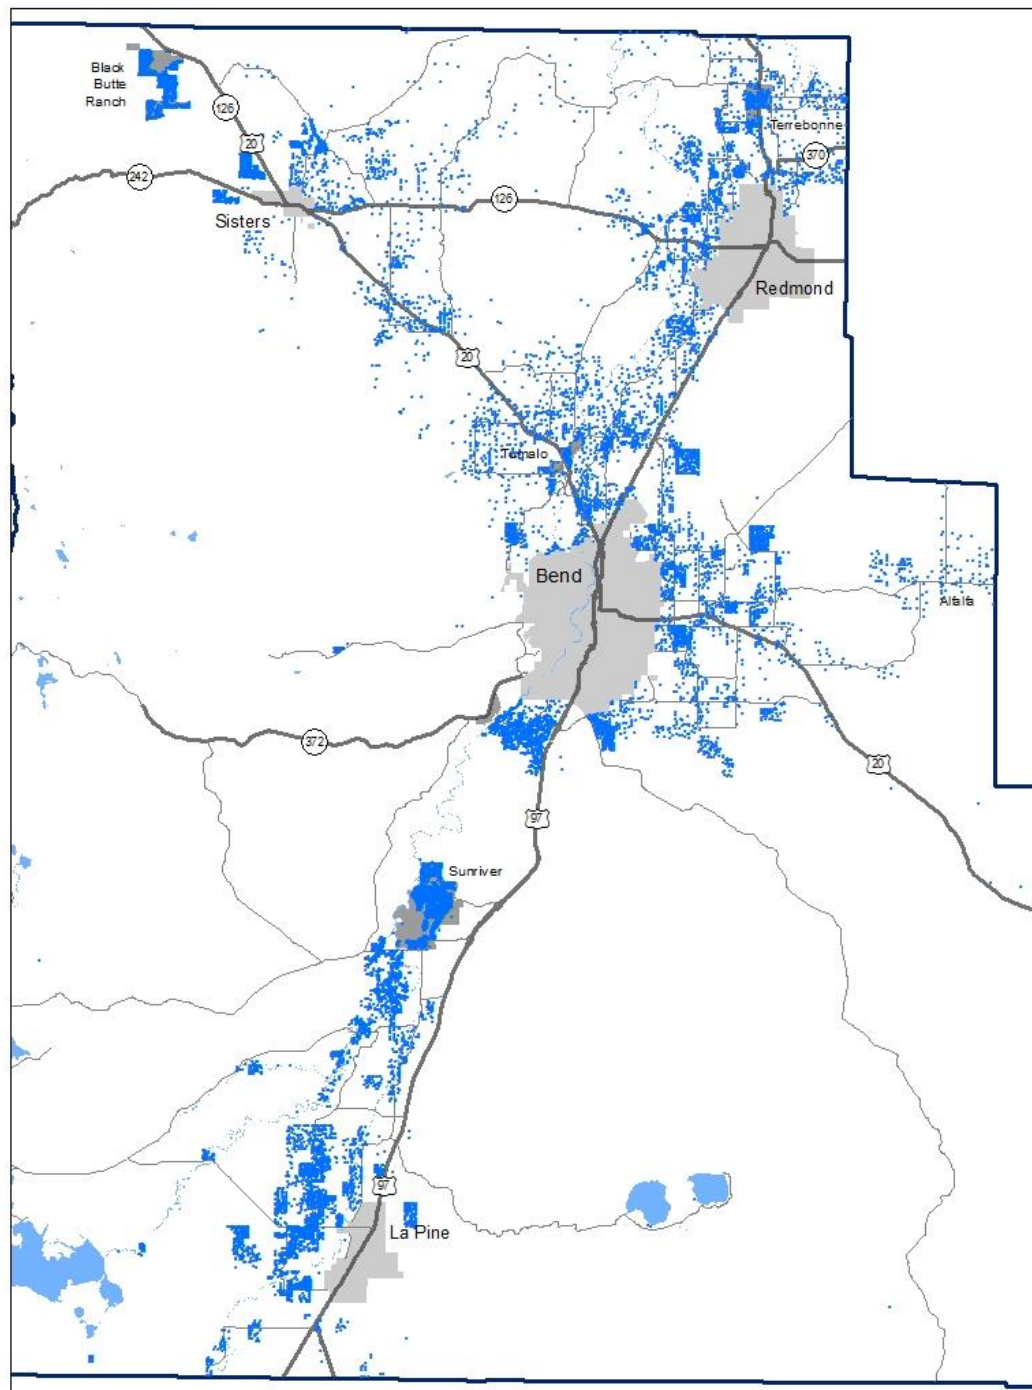 Black
Butte
Ranch
126
20
242
Sisters
126
Terrebonne
370
Redmond
20
Tumalo
Bend
Alfalfa
372
20
97
Sunriver
97
La Pine